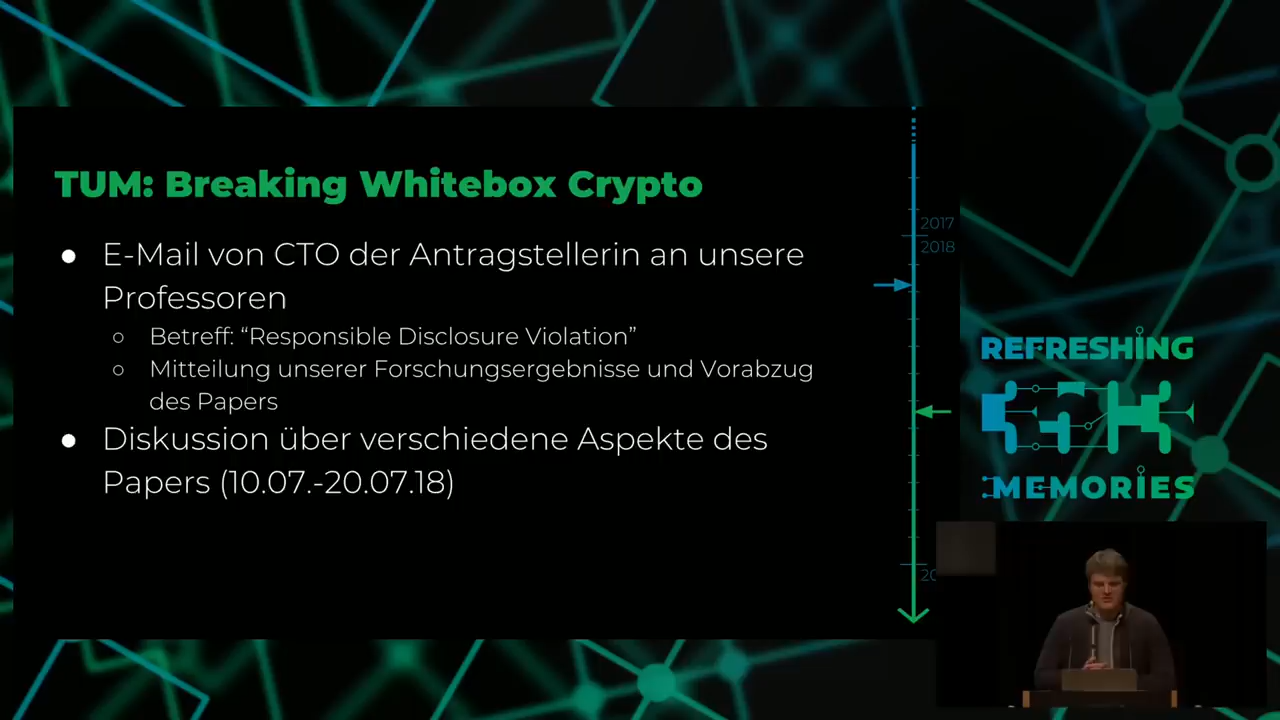 TUM: Breaking Whitebox Crypto
● E-Mail von CTO der Antragstellerin an unsere
Professoren
○ Betreff: “Responsible Disclosure Violation”
○ Mitteilung unserer Forschungsergebnisse und Vorabzug
des Papers
● Diskussion über verschiedene Aspekte des
Papers (10.07.-20.07.18)
2017
2018
20
REFRESHING
35C3
MEMORIES